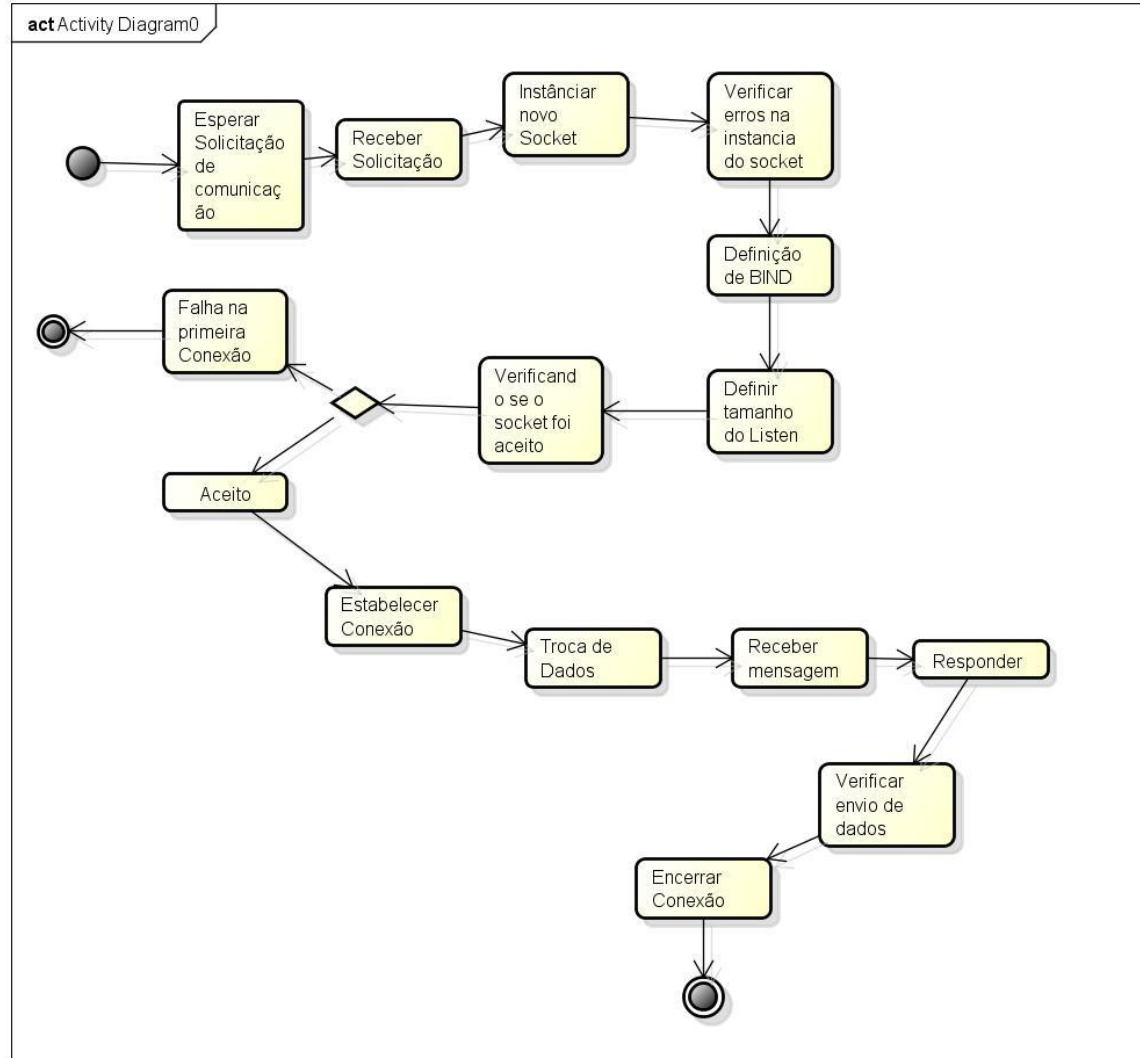 act Activity Diagram0
Esperar
Solicitação
de
comunicaç
ão
Receber
Solicitação
Instânciar
novo
Socket
Verificar
erros na
instancia
do socket
Definição
de BIND
Definir
tamanho
do Listen
Verificand
o se o
socket foi
aceito
Falha na
primeira
Conexão
Aceito
Estabelecer
Conexão
Troca de
Dados
Receber
mensagem
Responder
Verificar
envio de
dados
Encerrar
Conexão